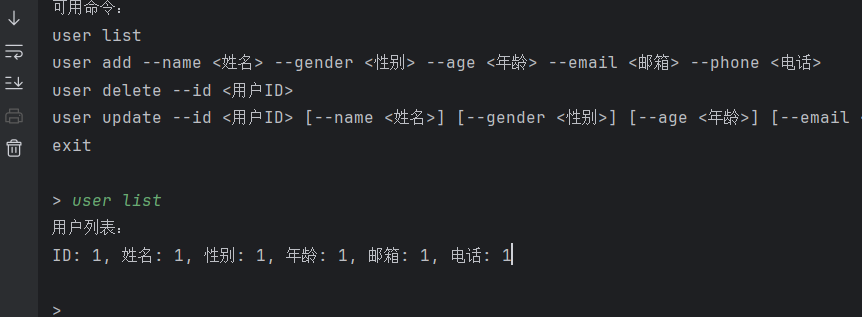 可用命令:
user list
user add --name <姓名> --gender <性别> --age <年龄> --email <邮箱> --phone <电话>
user delete --id <用户ID>
user update --id <用户ID> [--name <姓名>] [--gender <性别>] [--age <年龄>] [--email <
exit
> user list
用户列表:
ID: 1, 姓名: 1, 性别: 1, 年龄: 1, 邮箱: 1, 电话: 1
>